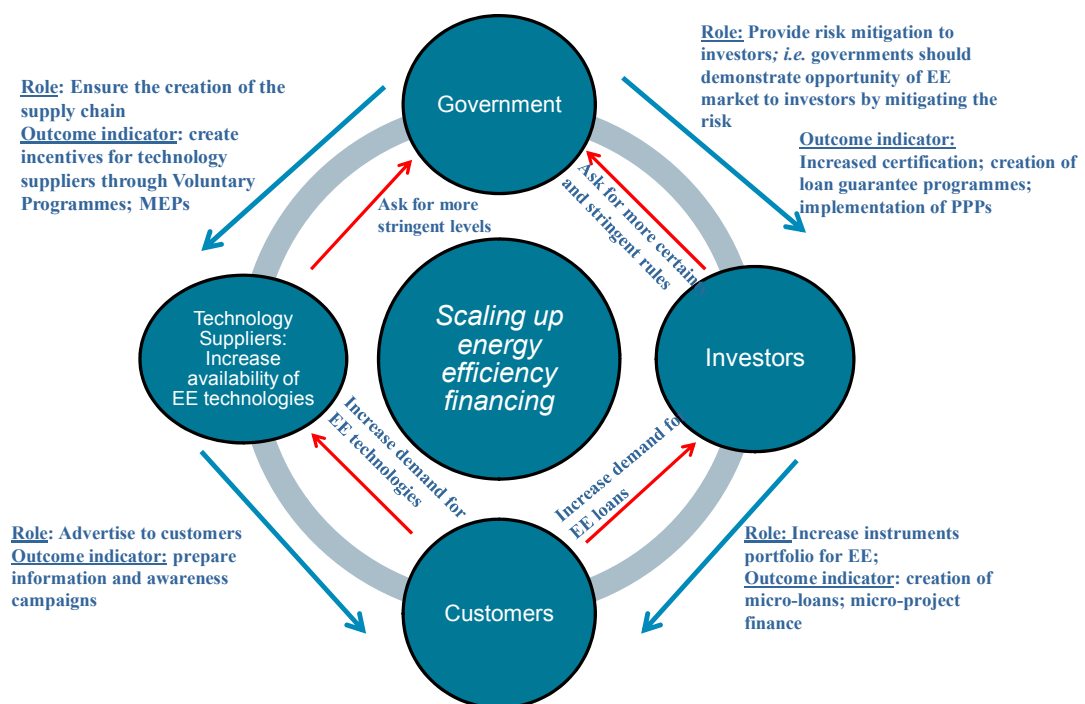 Government
Role: Ensure the creation of the
supply chain
Outcome indicator: create
incentives for technology
suppliers through Voluntary
Programmes; MEPs
Role: Provide risk mitigation to
investors; i.e. governments should
demonstrate opportunity of EE
market to investors by mitigating the
risk
Outcome indicator:
Increased certification; creation of
loan guarantee programmes;
implementation of PPPs
Ask for more
stringent levels
Ask for more
and stringent rules
Technology
Suppliers:
Increase
availability of
EE technologies
Scaling up
energy
efficiency
financing
Investors
Increase demand for
EE technologies
Increase demand for
EE loans
Role: Advertise to customers
Outcome indicator: prepare
information and awareness
campaigns
Customers
Role: Increase instruments
portfolio for EE;
Outcome indicator: creation of
micro-loans; micro-project
finance